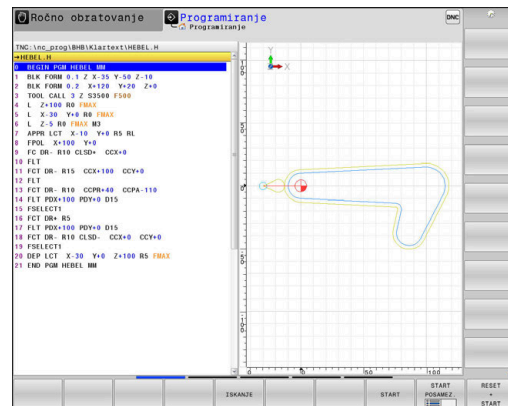 Ročno obratovanje
Programiranje
Programiranje
DNC
TNC:\nc_prog\BHB\Klartext\HEBEL.H
→HEBEL.H
0 BEGIN PGM HEBEL MM
1 BLK FORM 0.1 Z X-35 Y-50 Z-10
2 BLK FORM 0.2 X+120 Y+20 Z+0
3 TOOL CALL 3 Z S3500 F500
4 L Z+100 R0 FMAX
5 L X-30 Y+0 R0 FMAX
6 L Z-5 R0 FMAX M3
7 APPR LCT X-10 Y+0 R5 RL
8 FPOL X+100 Y+0
9 FC DR- R10 CLSD+ CCX+0
10 FLT
11 FCT DR- R15 CCX+100 CCY+0
12 FLT
13 FCT DR- R10 CCPR+40 CCPA-110
14 FLT PDX+100 PDY+0 D15
15 FSELECT1
16 FCT DR+ R5
17 FLT PDX+100 PDY+0 D15
18 FCT DR- R10 CLSD- CCX+0 CCY+0
19 FSELECT1
20 DEP LCT X-30 Y+0 Z+100 R5 FMAX
21 END PGM HEBEL MM
Y
X
0
50
100
ISKANJE
START
START
POSAMEZ.
RESET
+
START